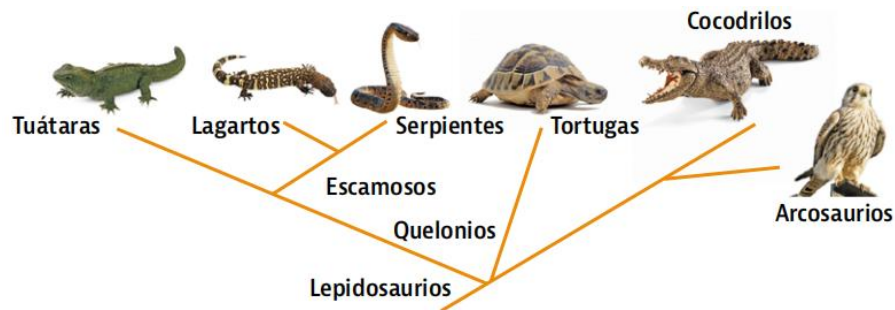 Cocodrilos
Tuátaras
Lagartos
Serpientes
Tortugas
Escamosos
Arcosaurios
Quelonios
Lepidosaurios